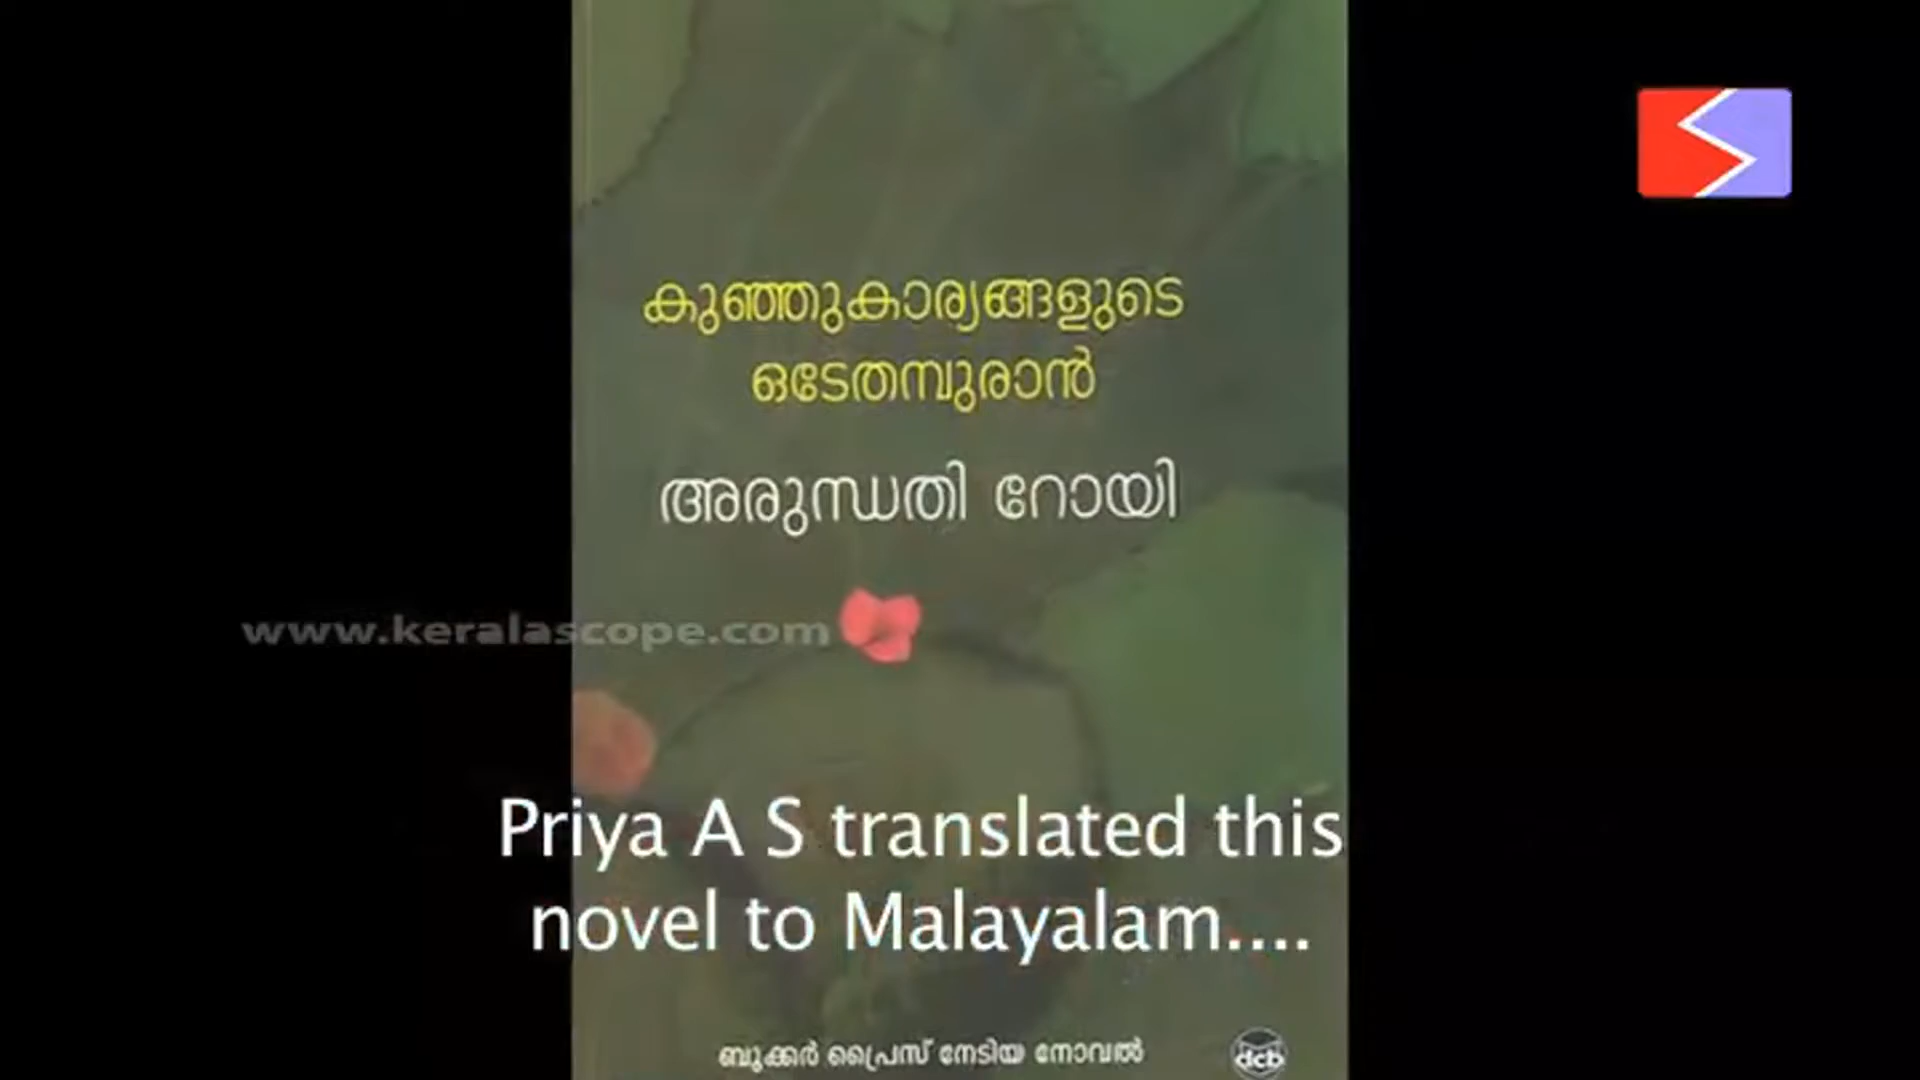 കുഞ്ഞുകാര്യങ്ങളുടെ
ഒടേതമ്പുരാൻ
അരുന്ധതി റോയി
www.keralascope.com
Priya A S translated this
novel to Malayalam....
ബുക്കർ പ്രൈസ് നേടിയ നോവൽ
dcb